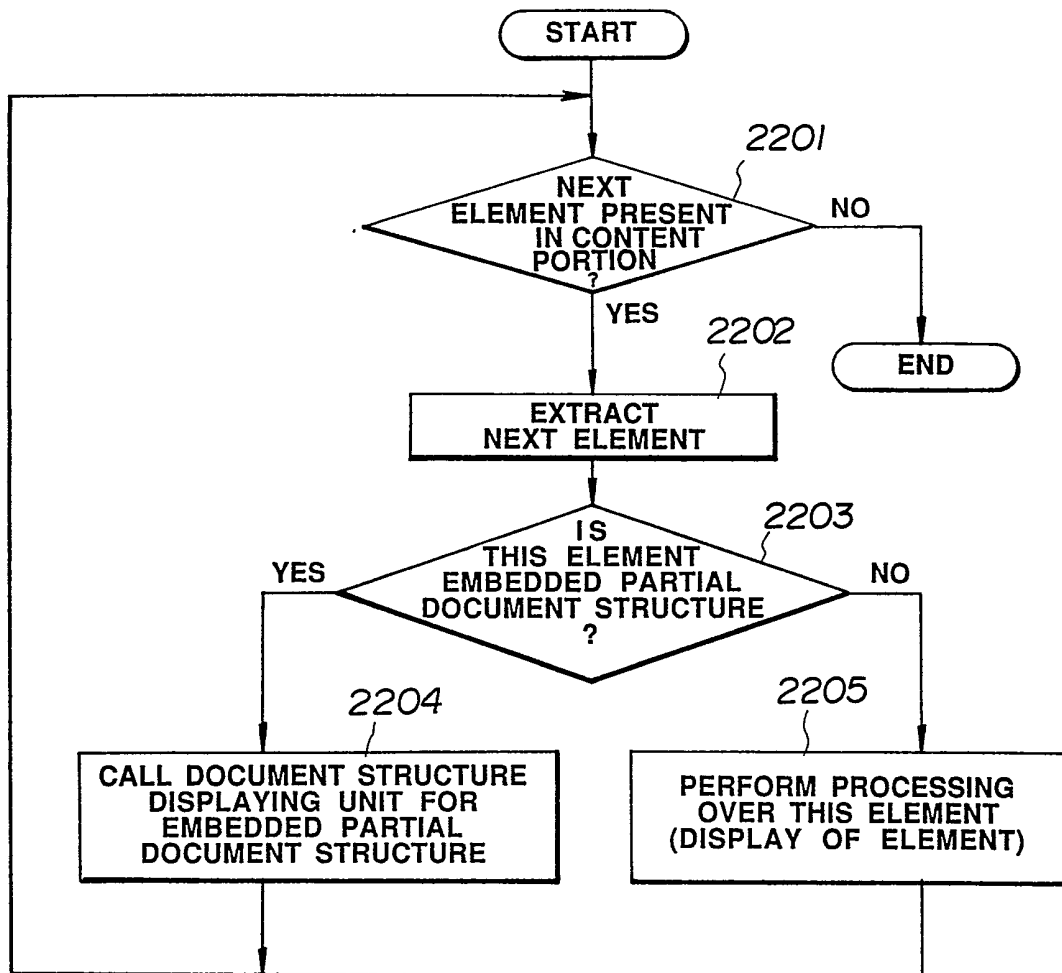 START
2201
NEXT
ELEMENT PRESENT
IN CONTENT
PORTION
?
NO
YES
END
2202
EXTRACT
NEXT ELEMENT
2203
IS
THIS ELEMENT
EMBEDDED PARTIAL
DOCUMENT STRUCTURE
?
YES
NO
2204
CALL DOCUMENT STRUCTURE
DISPLAYING UNIT FOR
EMBEDDED PARTIAL
DOCUMENT STRUCTURE
2205
PERFORM PROCESSING
OVER THIS ELEMENT
(DISPLAY OF ELEMENT)